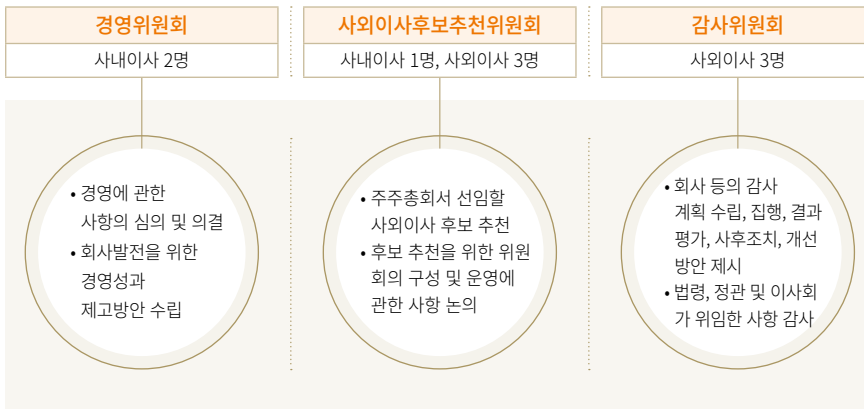 경영위원회
사내이사 2명
• 경영에 관한
사항의 심의 및 의결
• 회사발전을 위한
경영성과
제고방안 수립
사외이사후보추천위원회
사내이사 1명, 사외이사 3명
• 주주총회서 선임할
사외이사 후보 추천
• 후보 추천을 위한 위원
회의 구성 및 운영에
관한 사항 논의
감사위원회
사외이사 3명
• 회사 등의 감사
계획 수립, 집행, 결과
평가, 사후조치, 개선
방안 제시
• 법령, 정관 및 이사회
가 위임한 사항 감사